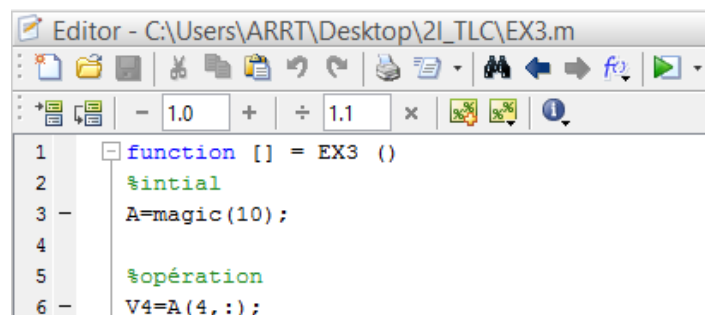 Editor - C:\Users\ARRT\Desktop\2I_TLC\EX3.m
- 1.0 + ÷ 1.1 ×
1 function [] = EX3 ()
2 %intial
3 - A=magic(10);
4
5 %opération
6 - V4=A(4,:);